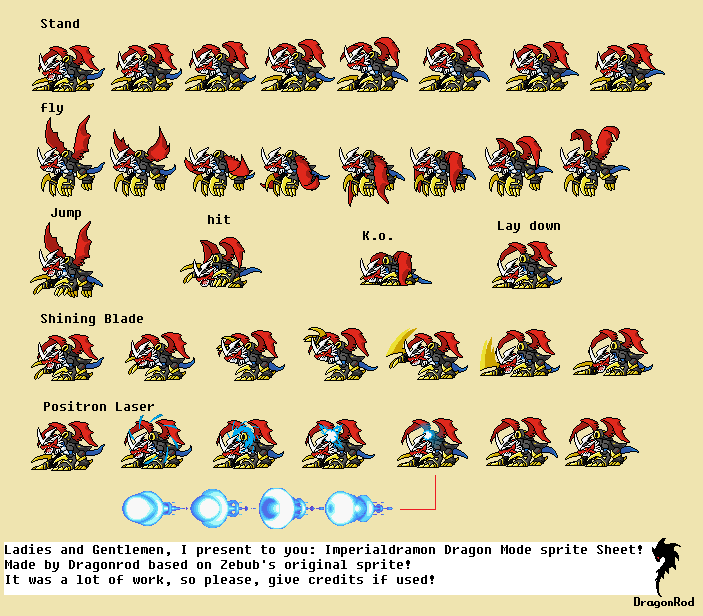 Stand
fly
Jump
hit
K.o.
Lay down
Shining Blade
Positron Laser
Ladies and Gentlemen, I present to you: Imperialdramon Dragon Mode sprite Sheet!
Made by Dragonrod based on Zebub's original sprite!
It was a lot of work, so please, give credits if used!
DragonRod